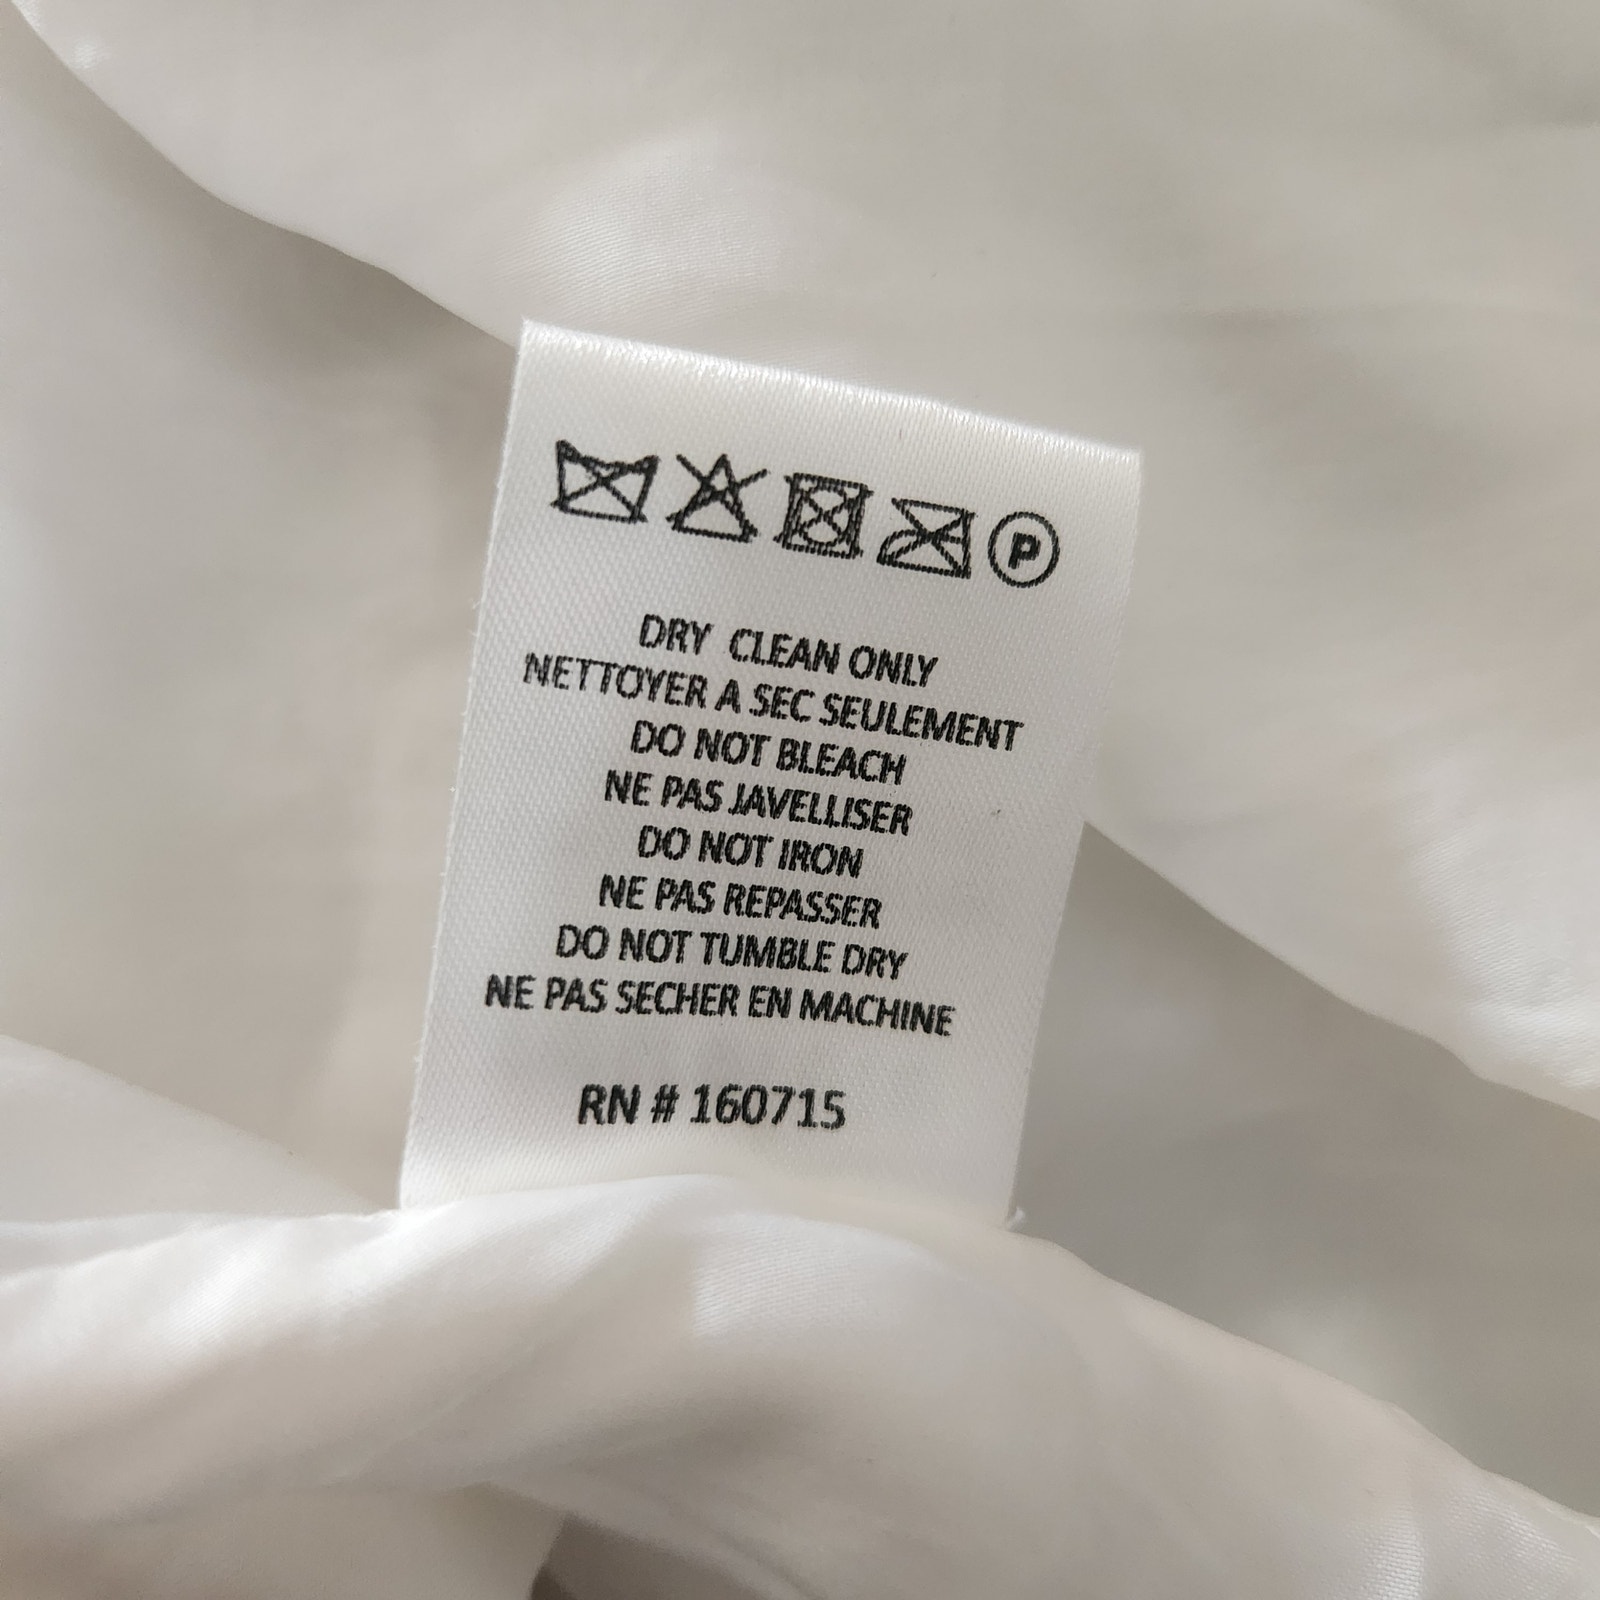 P
DRY CLEAN ONLY
NETTOYER A SEC SEULEMENT
DO NOT BLEACH
NE PAS JAVELLISER
DO NOT IRON
NE PAS REPASSER
DO NOT TUMBLE DRY
NE PAS SECHER EN MACHINE
RN # 160715